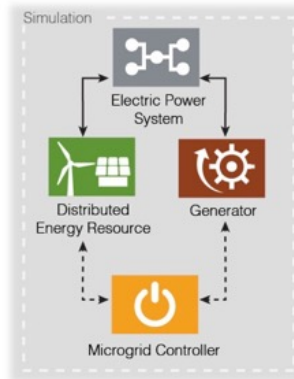 Simulation
Electric Power
System
Distributed
Energy Resource
Generator
Microgrid Controller